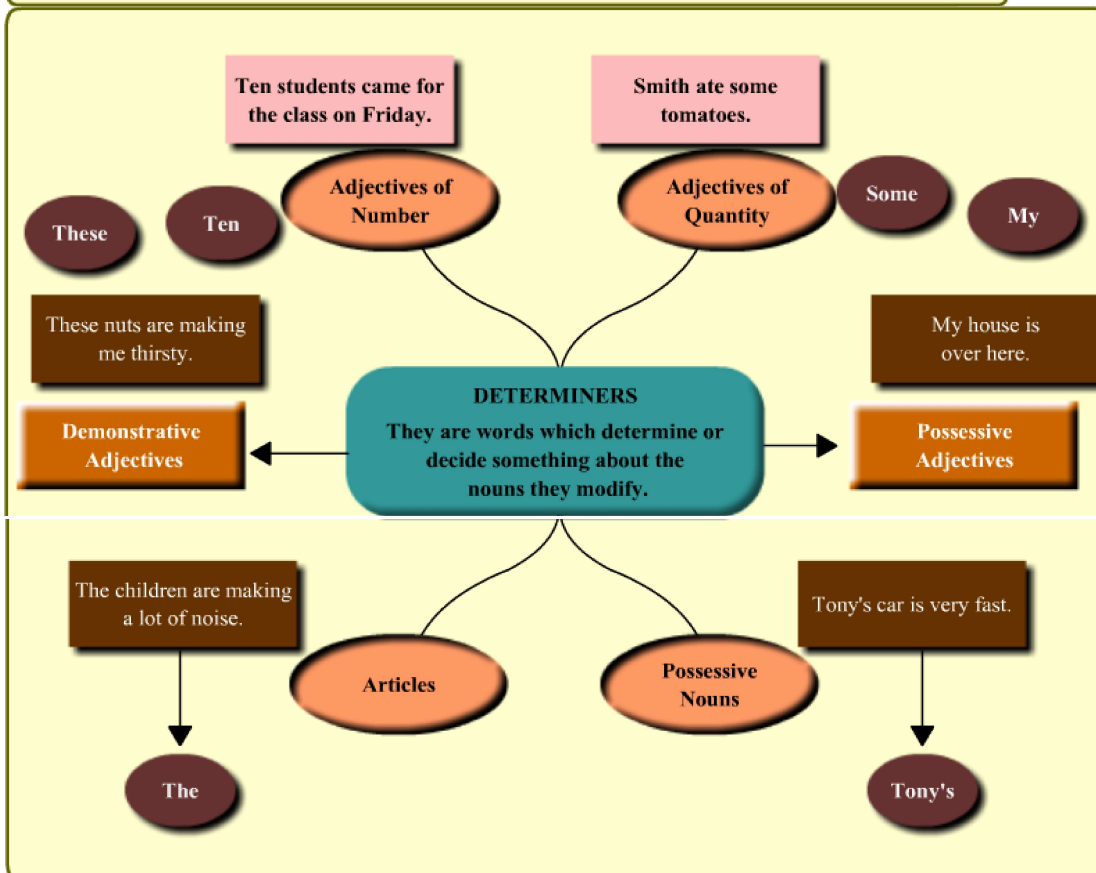 Ten students came for
the class on Friday.
Smith ate some
tomatoes.
Adjectives of
Number
Adjectives of
Quantity
These
Ten
Some
My
These nuts are making
me thirsty.
My house is
over here.
DETERMINERS
They are words which determine or
decide something about the
nouns they modify.
Demonstrative
Adjectives
Possessive
Adjectives
The children are making
a lot of noise.
Tony's car is very fast.
Articles
Possessive
Nouns
The
Tony's